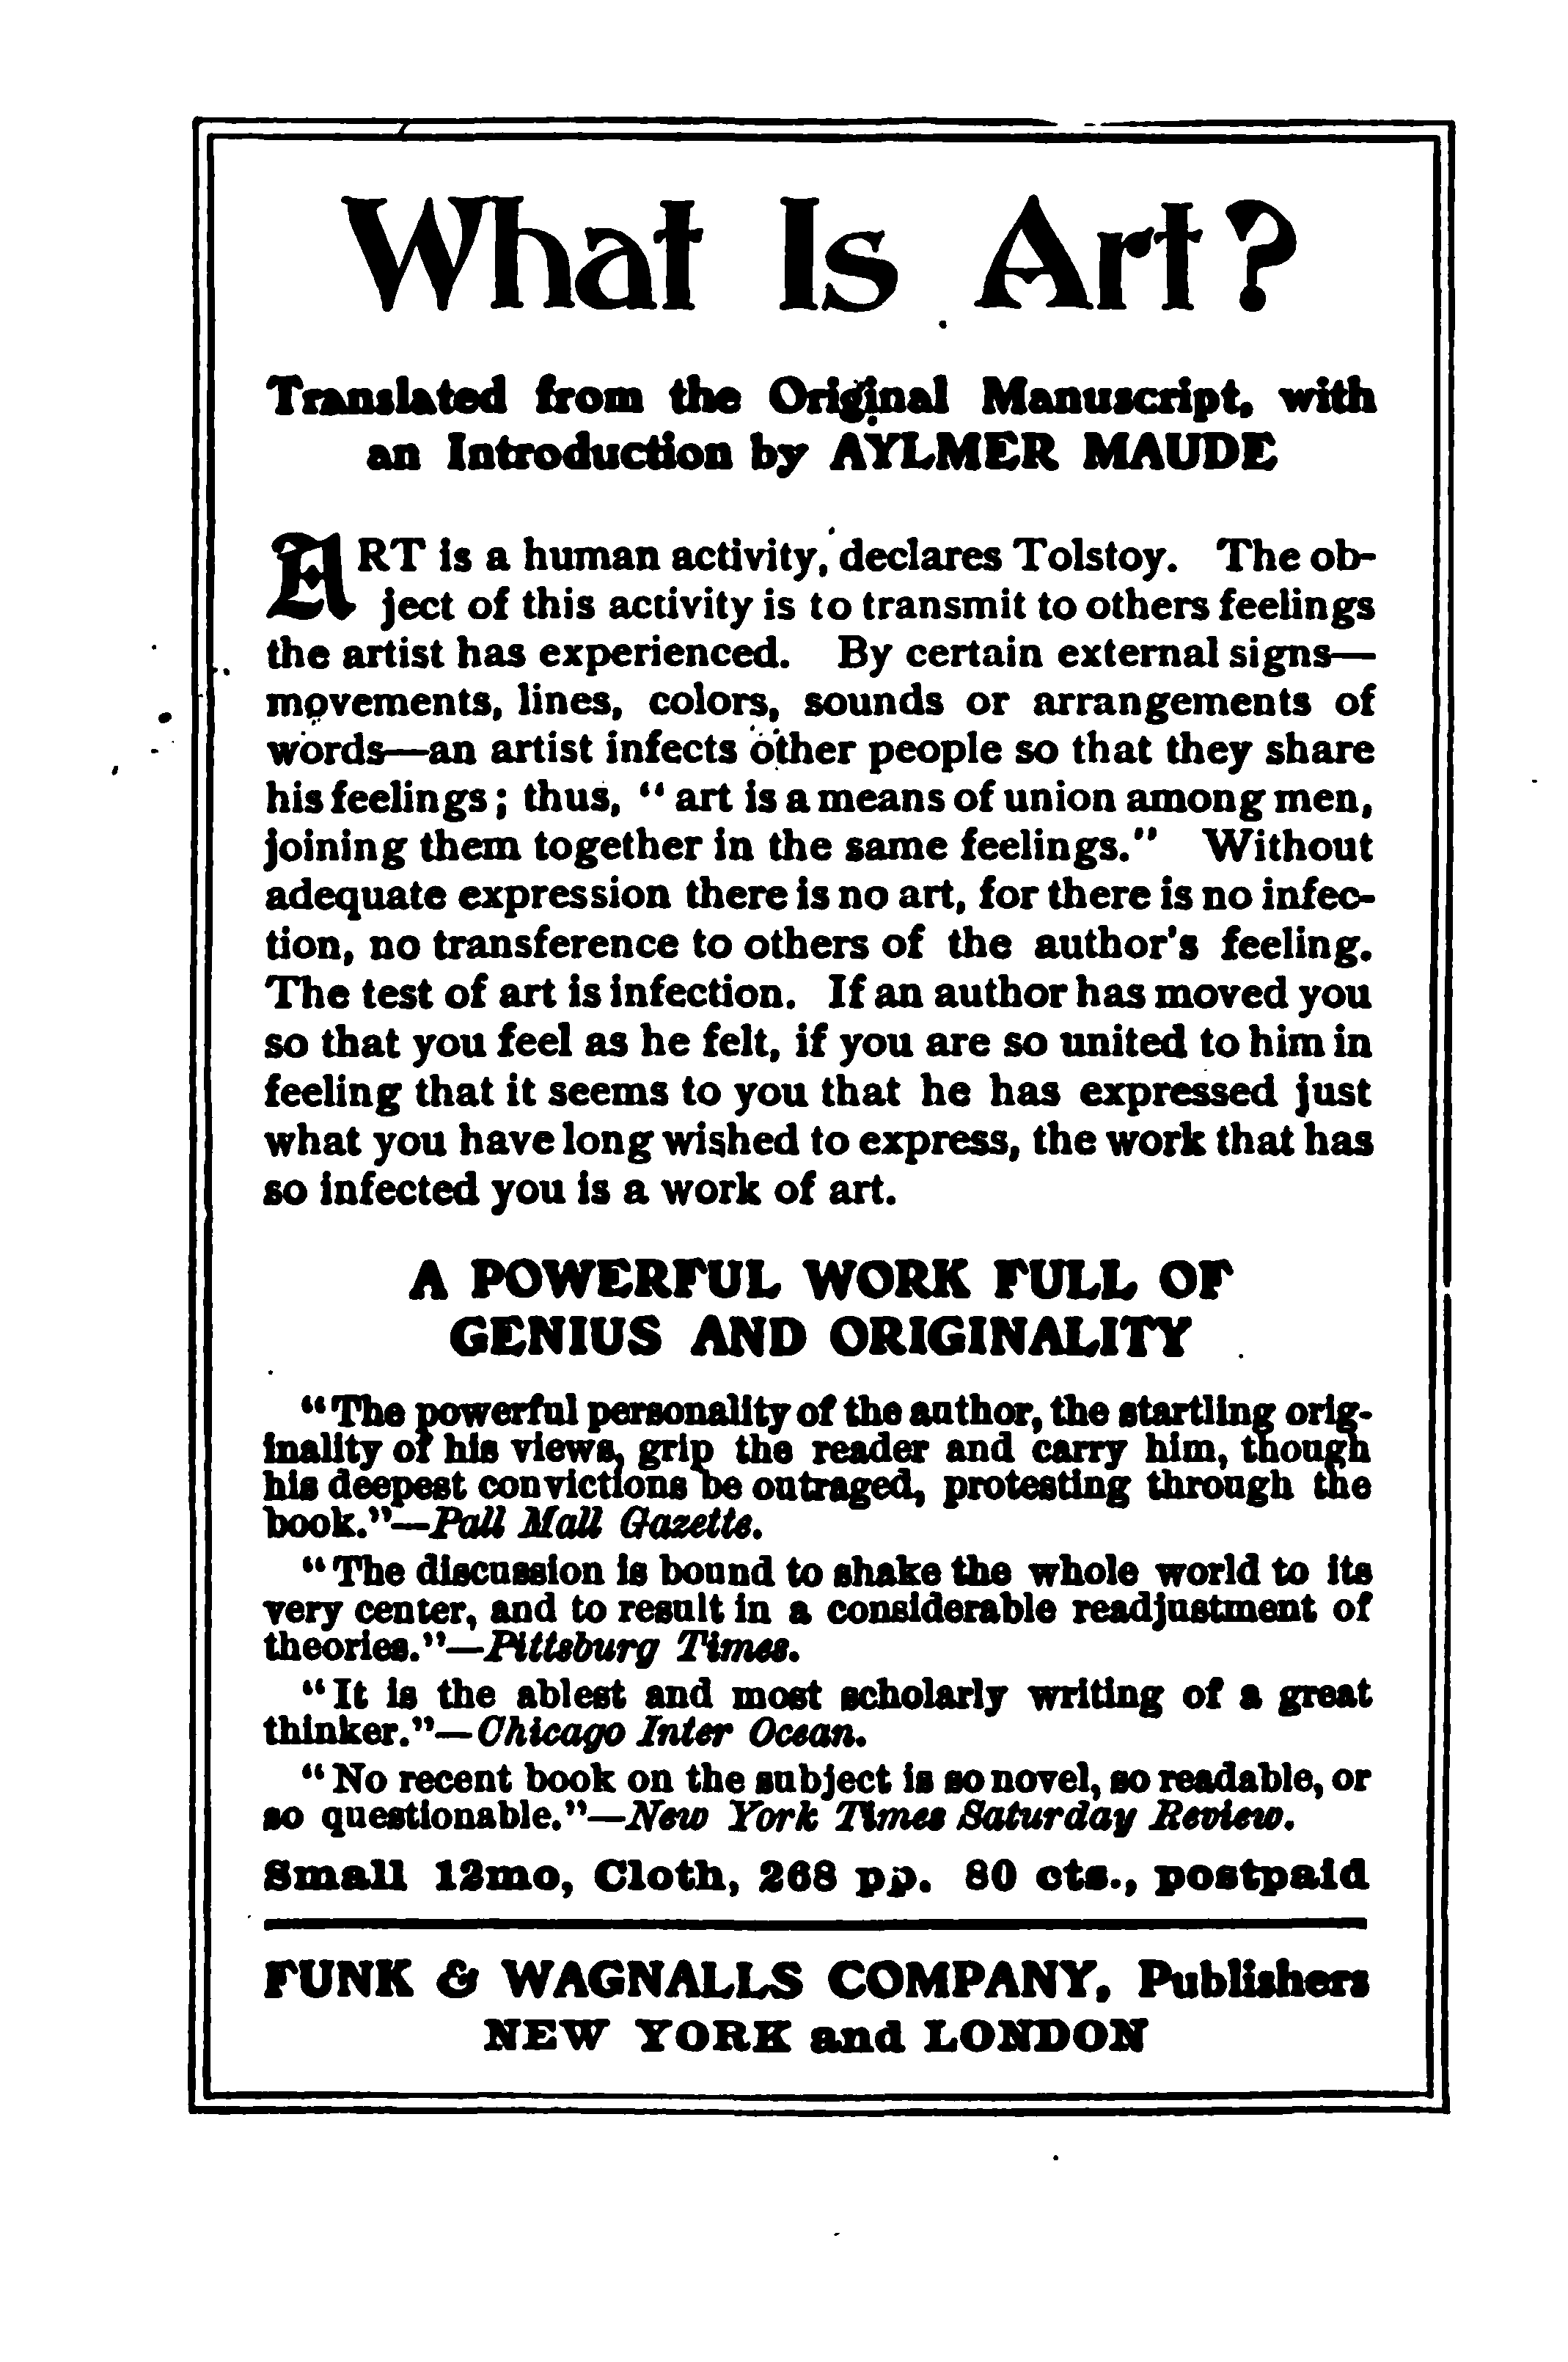 What Is Art?
Translated from the Original Manuscript, with
an Introduction by AYLMER MAUDE
ART is a human activity, declares Tolstoy. The ob-
ject of this activity is to transmit to others feelings
the artist has experienced. By certain external signs—
movements, lines, colors, sounds or arrangements of
words—an artist infects other people so that they share
his feelings; thus, "art is a means of union among men,
joining them together in the same feelings." Without
adequate expression there is no art, for there is no infec-
tion, no transference to others of the author's feeling.
The test of art is infection. If an author has moved you
so that you feel as he felt, if you are so united to him in
feeling that it seems to you that he has expressed just
what you have long wished to express, the work that has
so infected you is a work of art.
A POWERFUL WORK FULL OF
GENIUS AND ORIGINALITY
"The powerful personality of the author, the startling orig-
inality of his views, grip the reader and carry him, though
his deepest convictions be outraged, protesting through the
book."—Pall Mall Gazette.
"The discussion is bound to shake the whole world to its
very center, and to result in a considerable readjustment of
theories."—Pittsburg Times.
"It is the ablest and most scholarly writing of a great
thinker."—Chicago Inter Ocean.
"No recent book on the subject is so novel, so readable, or
so questionable."—New York Times Saturday Review.
Small 12mo, Cloth, 268 pp. 80 cts., postpaid
FUNK & WAGNALLS COMPANY, Publishers
NEW YORK and LONDON